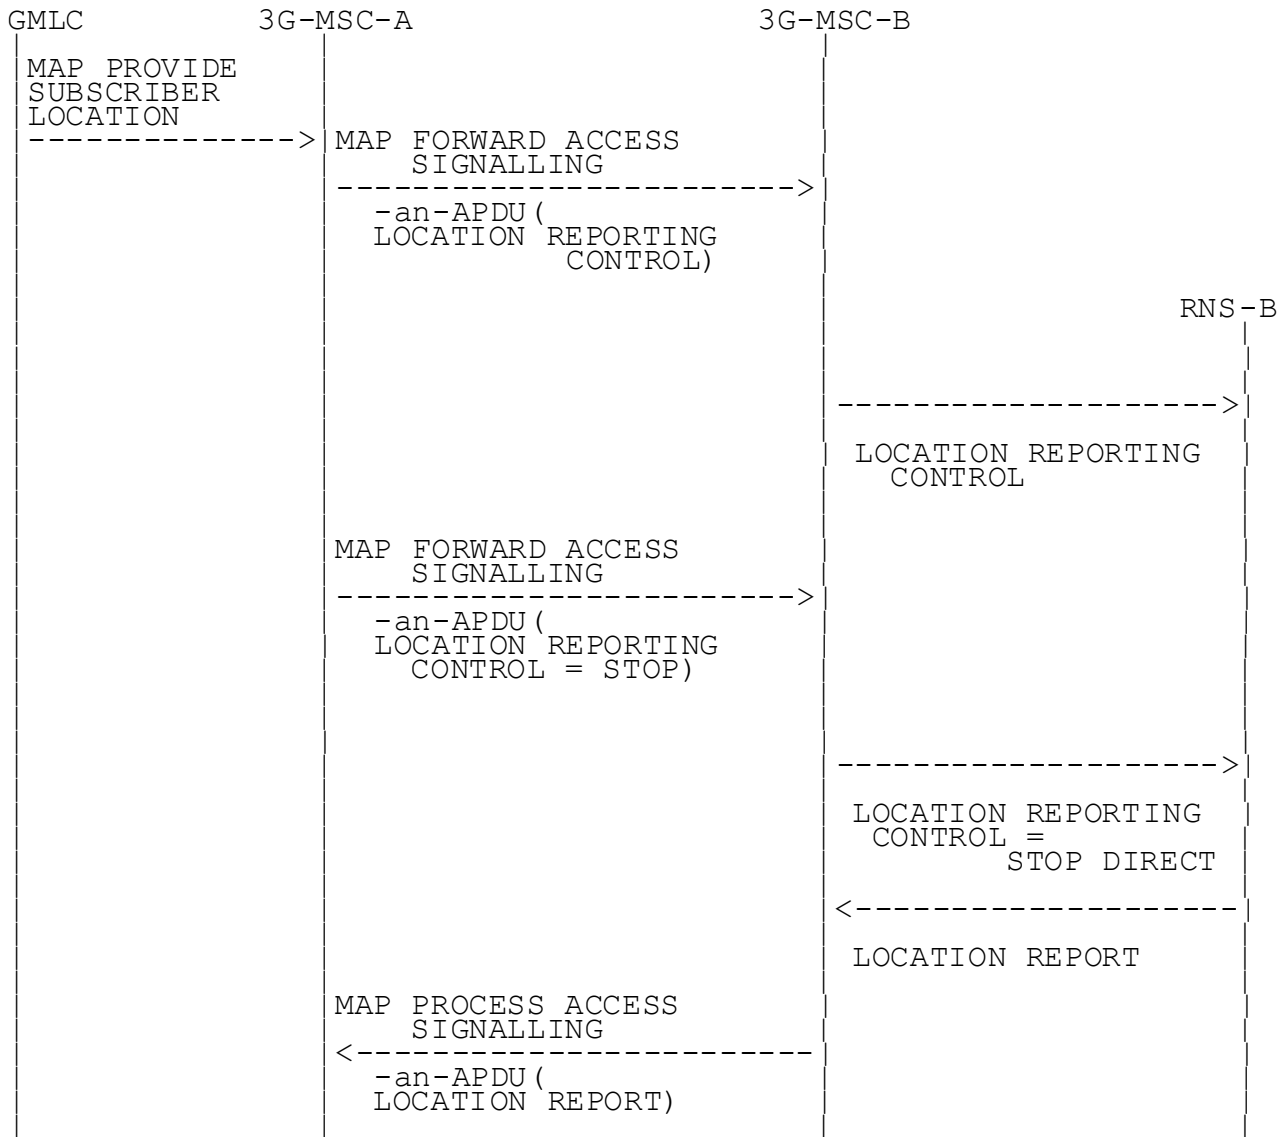 GMLC 3G-MSC-A 3G-MSC-B
MAP PROVIDE
SUBSCRIBER
LOCATION
-------------->|MAP FORWARD ACCESS
SIGNALLING
------------------------>|
-an-APDU(
LOCATION REPORTING
CONTROL)
RNS-B
-------------------->|
LOCATION REPORTING
CONTROL
MAP FORWARD ACCESS
SIGNALLING
------------------------>|
-an-APDU(
LOCATION REPORTING
CONTROL = STOP)
-------------------->|
LOCATION REPORTING
CONTROL =
STOP DIRECT
<--------------------|
LOCATION REPORT
MAP PROCESS ACCESS
SIGNALLING
<------------------------|
-an-APDU(
LOCATION REPORT)